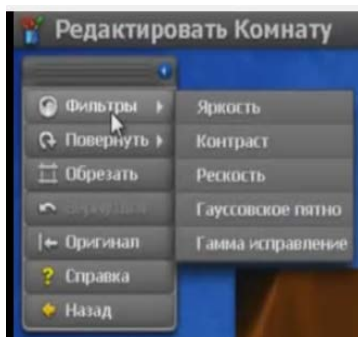 Редактировать Комнату
Фильтры
Яркость
Повернуть
Контраст
Обрезать
Рескость
Гауссовское пятно
Оригинал
Гамма исправление
Справка
Назад